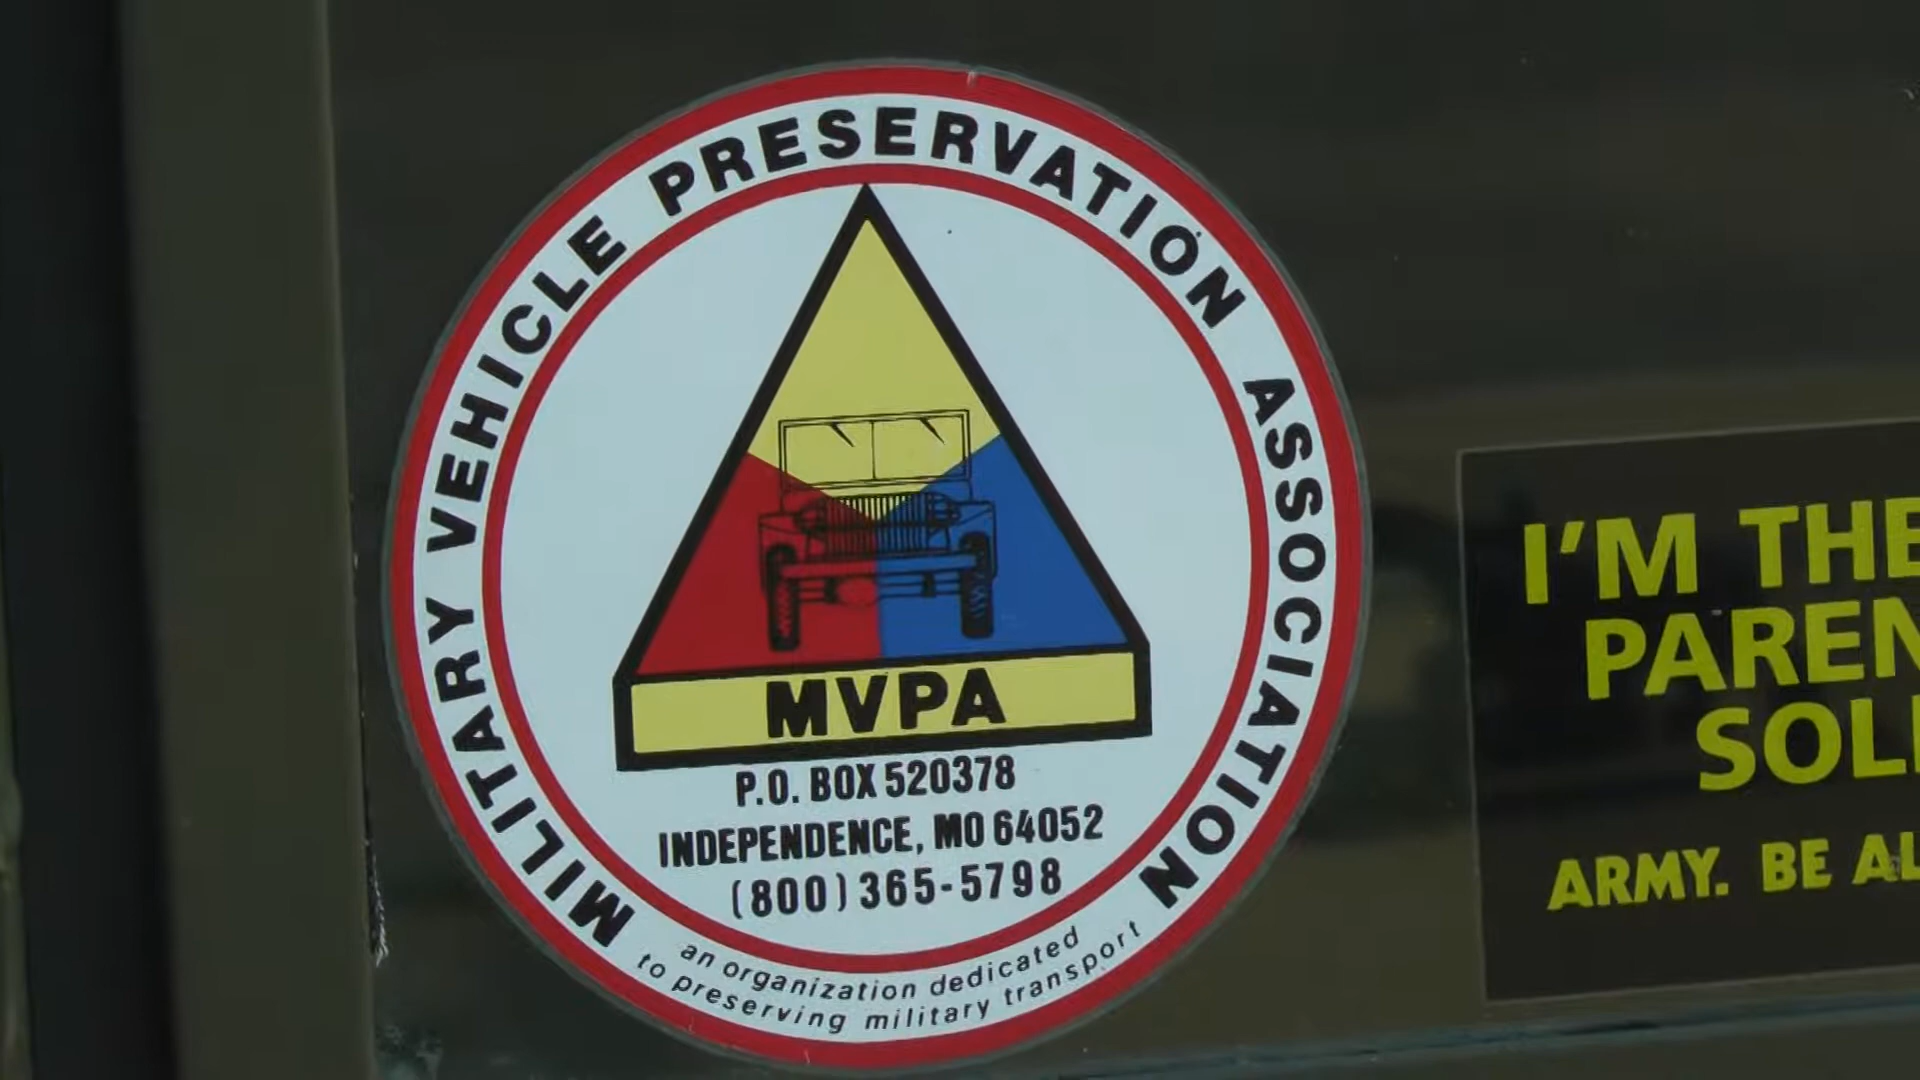 MILITARY VEHICLE PRESERVATION ASSOCIATION
MVPA
P.O. BOX 520378
INDEPENDENCE, MO 64052
(800) 365-5798
an organization dedicated
to preserving military transport
I'M THE
PAREN
SOL
ARMY. BE AL